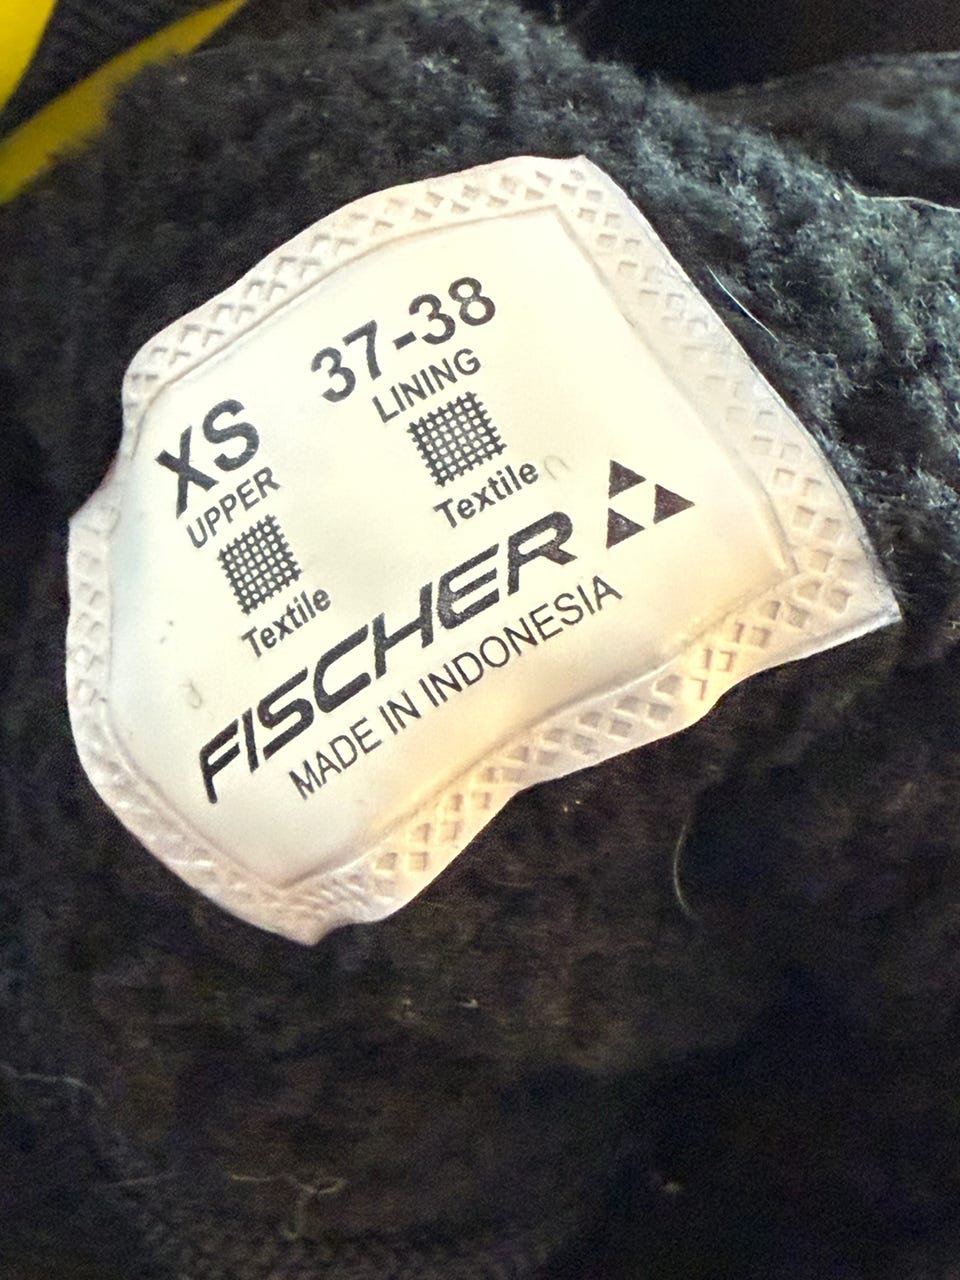 XS 37-38
UPPER LINING
Textile Textile
FISCHER
MADE IN INDONESIA